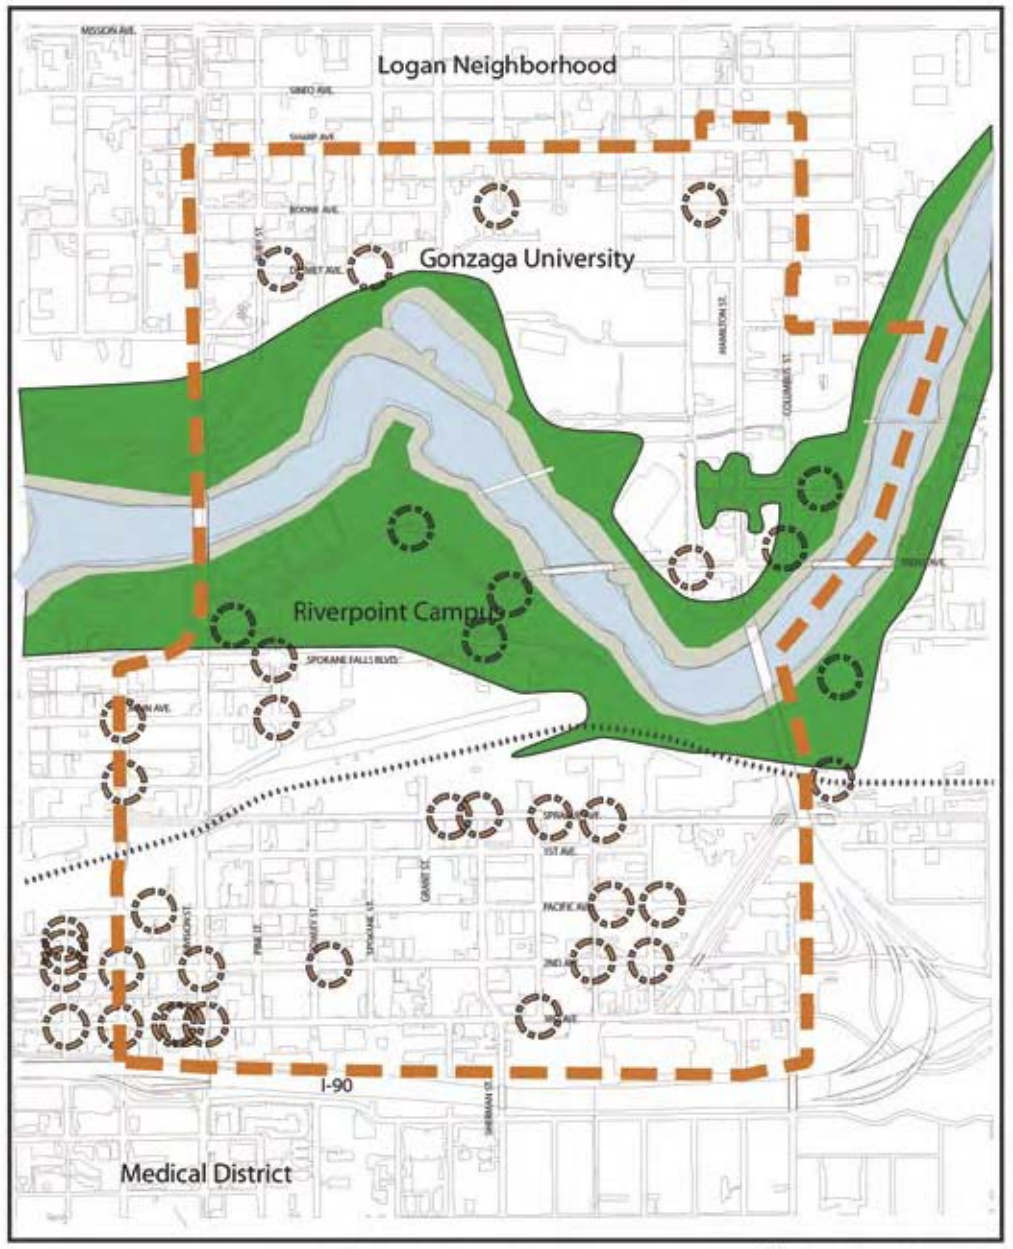 MISSION AVE.
Logan Neighborhood
SINTO AVE.
SHARP AVE
BOONE AVE.
Gonzaga University
HAMILTON ST.
COLUMBUS ST.
Riverpoint Campus
SPOKANE FALLS BLVD.
AVE.
1ST AVE.
GRANT ST.
PACIFIC AV
PINE ST.
SPOKANE ST.
2ND AVE
AVE.
I-90
SHERMAN ST.
Medical District